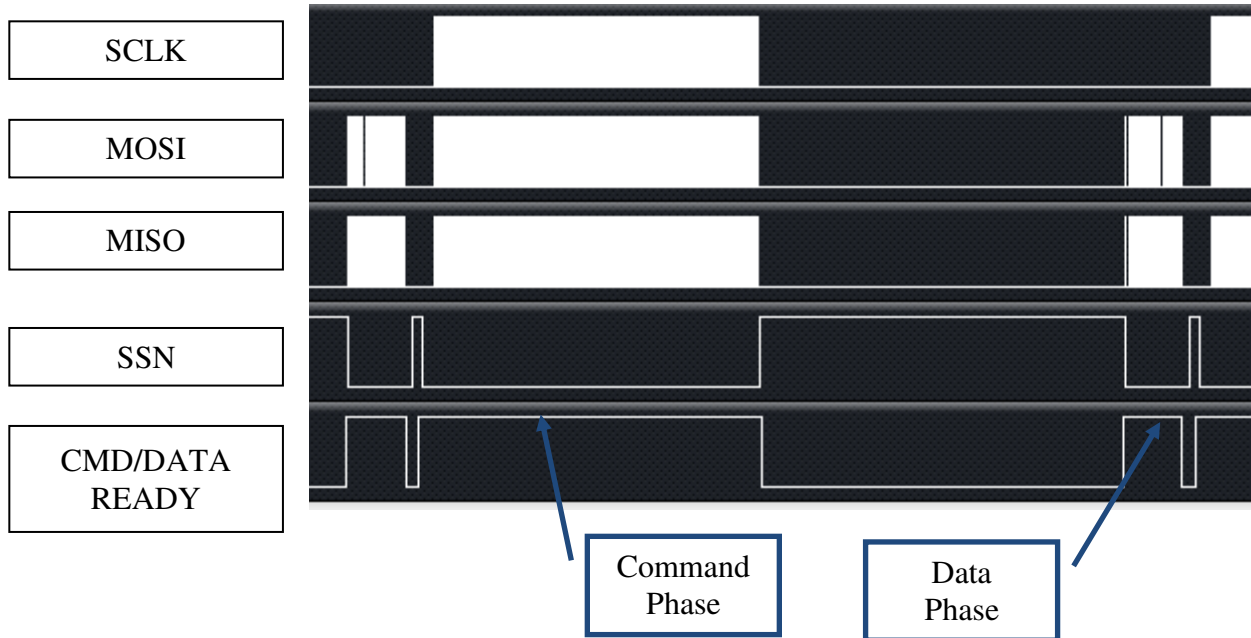 SCLK
MOSI
MISO
SSN
CMD/DATA
READY
Command
Phase
Data
Phase